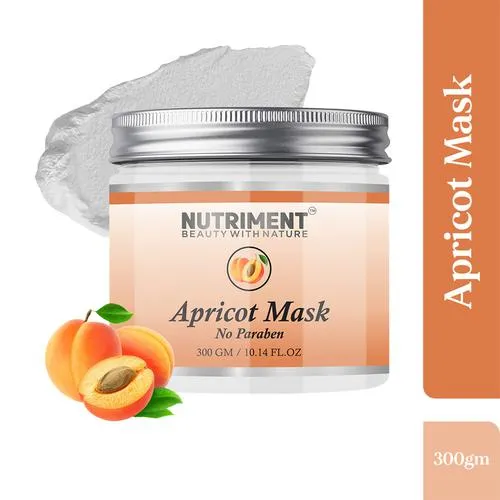 NUTRIMENT™
BEAUTY WITH NATURE
Apricot Mask
No Paraben
300 GM / 10.14 FL.OZ
Apricot Mask
300gm